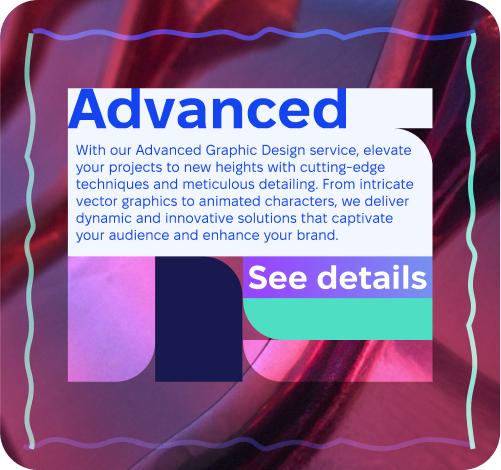 Advanced
With our Advanced Graphic Design service, elevate
your projects to new heights with cutting-edge
techniques and meticulous detailing. From intricate
vector graphics to animated characters, we deliver
dynamic and innovative solutions that captivate
your audience and enhance your brand.
See details